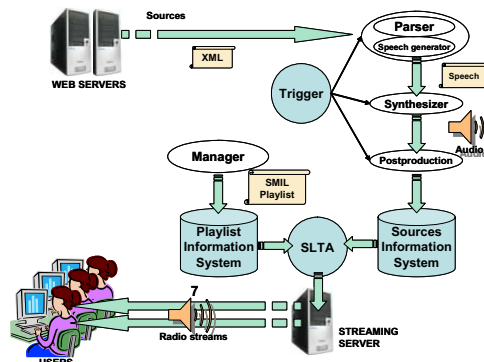 Sources
Parser
Speech generator
XML
WEB SERVERS
Trigger
Speech
Synthesizer
Audio
Manager
Postproduction
SMIL
Playlist
Playlist
Information
System
SLTA
Sources
Information
System
7
Radio streams
STREAMING
SERVER
USERS